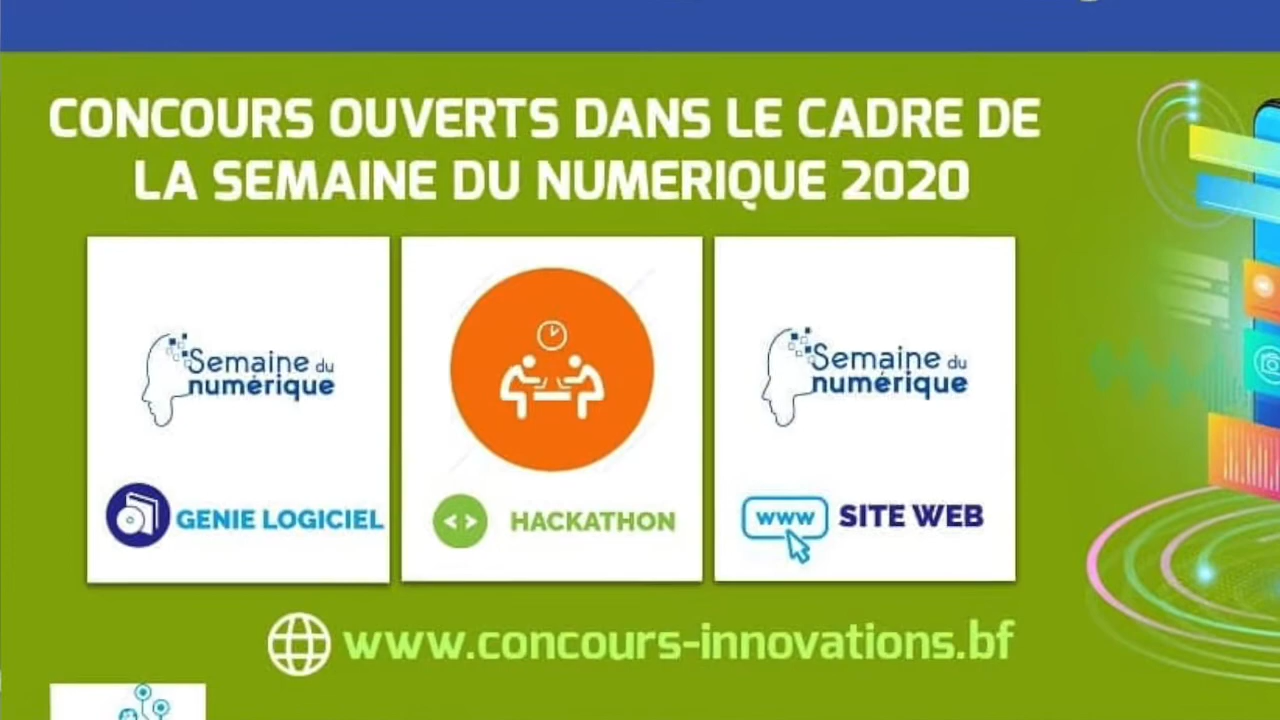 CONCOURS OUVERTS DANS LE CADRE DE
LA SEMAINE DU NUMERIQUE 2020
Semaine du
numérique
GENIE LOGICIEL
HACKATHON
Semaine du
numérique
www SITE WEB
www.concours-innovations.bf